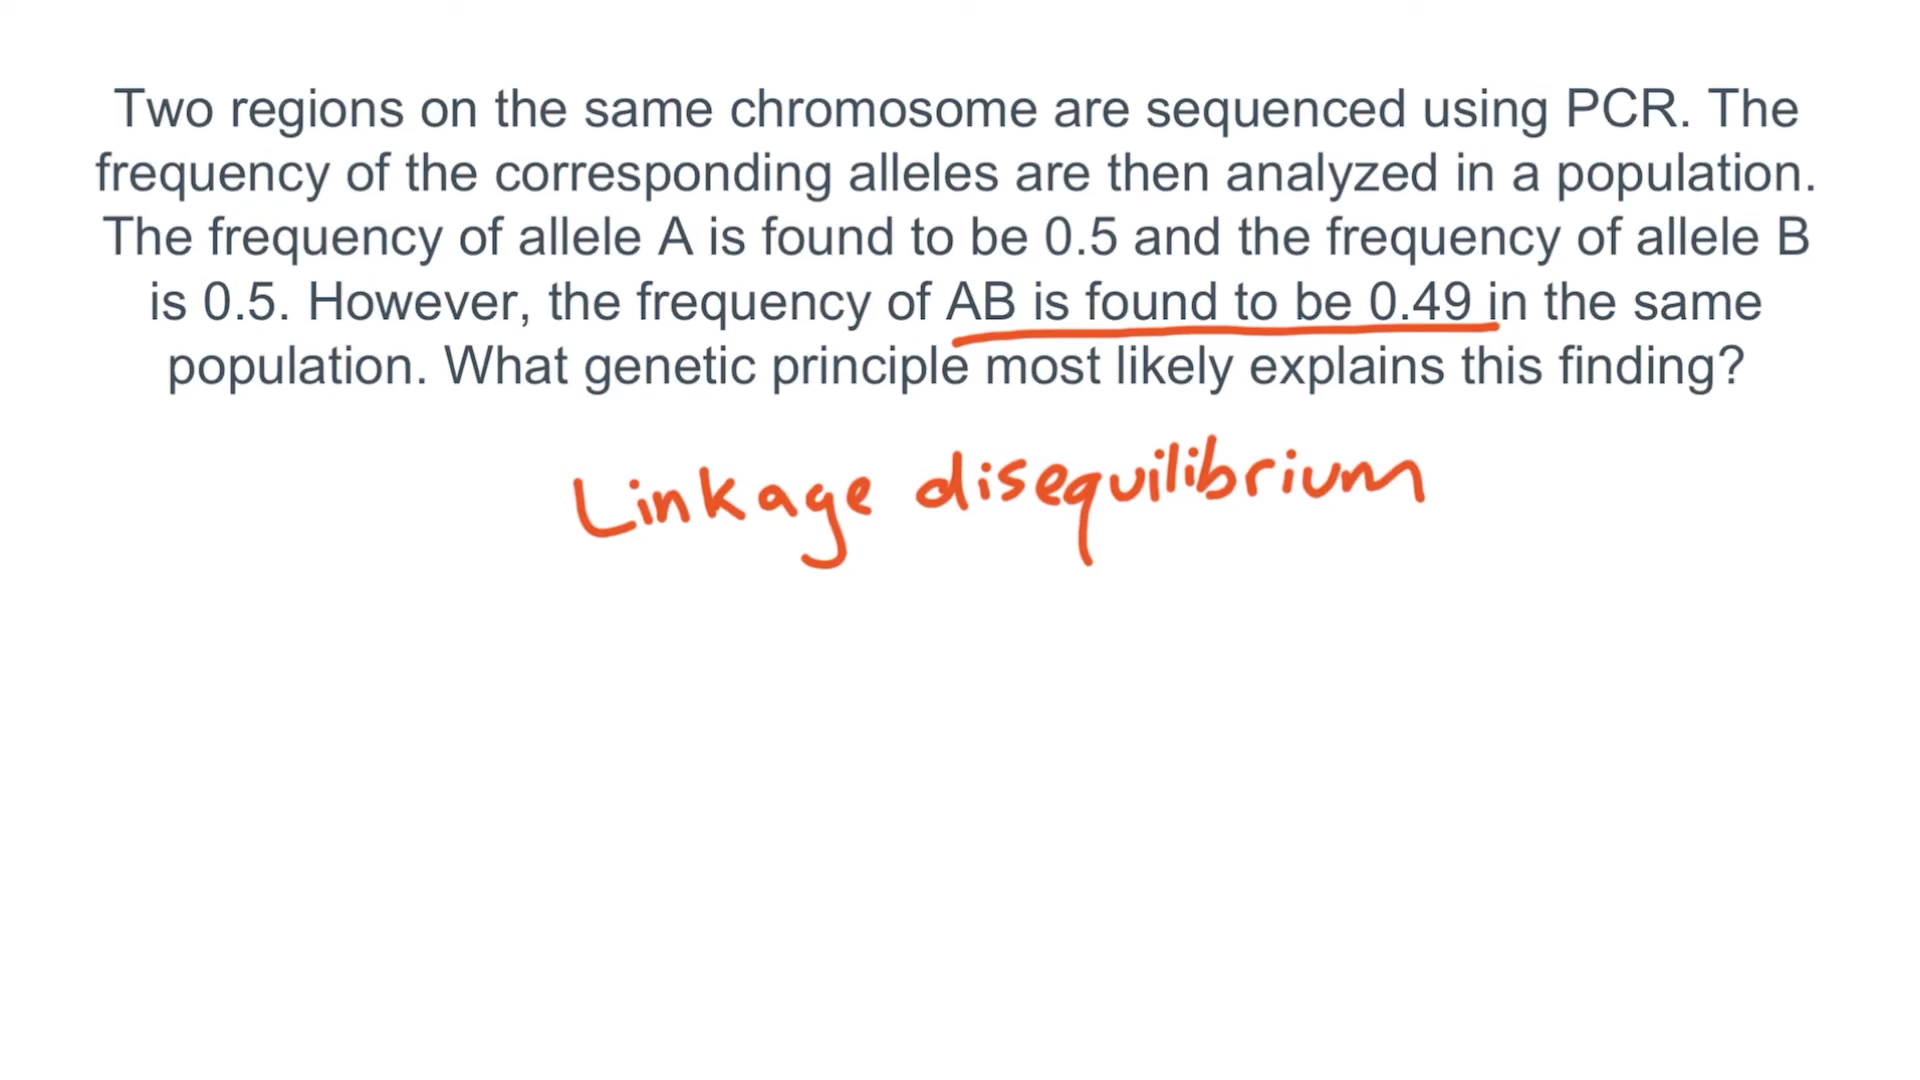 Two regions on the same chromosome are sequenced using PCR. The
frequency of the corresponding alleles are then analyzed in a population.
The frequency of allele A is found to be 0.5 and the frequency of allele B
is 0.5. However, the frequency of AB is found to be 0.49 in the same
population. What genetic principle most likely explains this finding?
Linkage disequilibrium